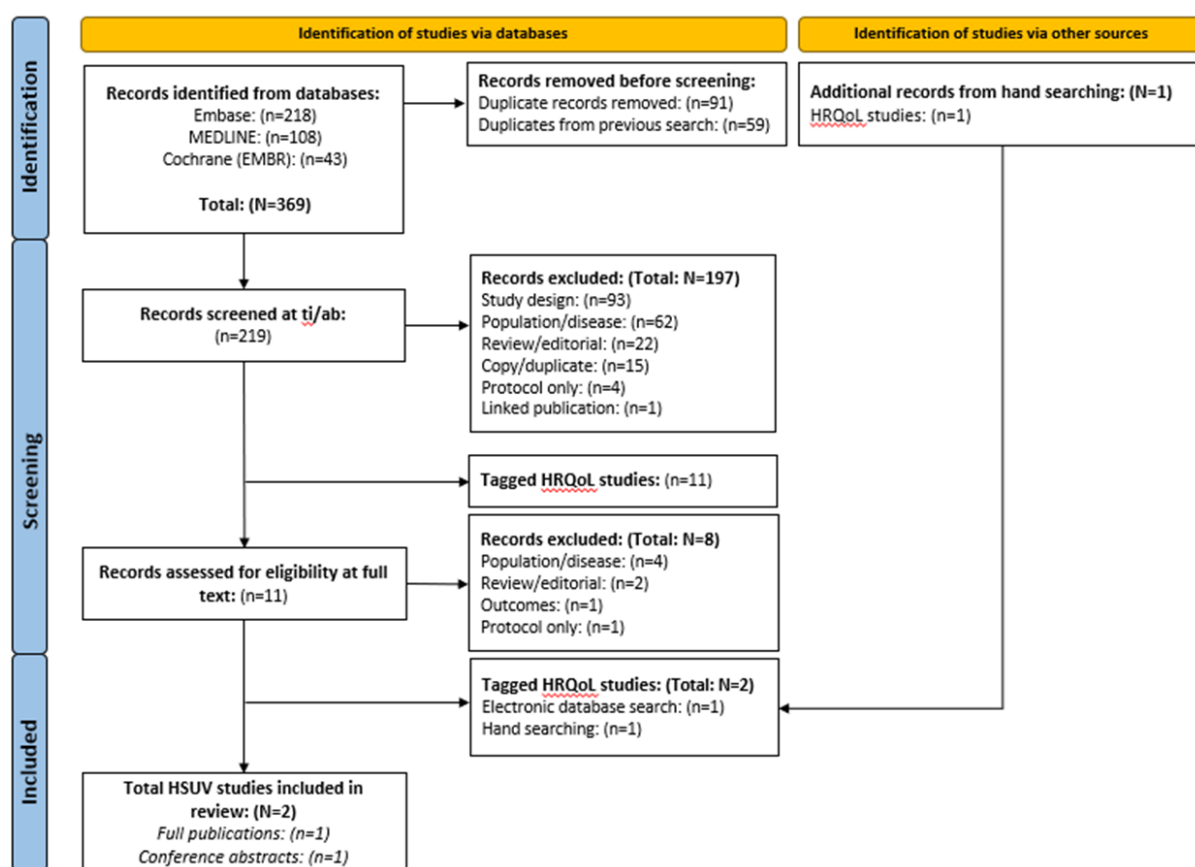 Identification of studies via databases
Identification of studies via other sources
Identification
Records identified from databases:
Embase: (n=218)
MEDLINE: (n=108)
Cochrane (EMBR): (n=43)
Total: (N=369)
Records removed before screening:
Duplicate records removed: (n=91)
Duplicates from previous search: (n=59)
Additional records from hand searching: (N=1)
HRQoL studies: (n=1)
Screening
Records screened at ti/ab:
(n=219)
Records excluded: (Total: N=197)
Study design: (n=93)
Population/disease: (n=62)
Review/editorial: (n=22)
Copy/duplicate: (n=15)
Protocol only: (n=4)
Linked publication: (n=1)
Tagged HRQoL studies: (n=11)
Records assessed for eligibility at full
text: (n=11)
Records excluded: (Total: N=8)
Population/disease: (n=4)
Review/editorial: (n=2)
Outcomes: (n=1)
Protocol only: (n=1)
Included
Tagged HRQoL studies: (Total: N=2)
Electronic database search: (n=1)
Hand searching: (n=1)
Total HSUV studies included in
review: (N=2)
Full publications: (n=1)
Conference abstracts: (n=1)